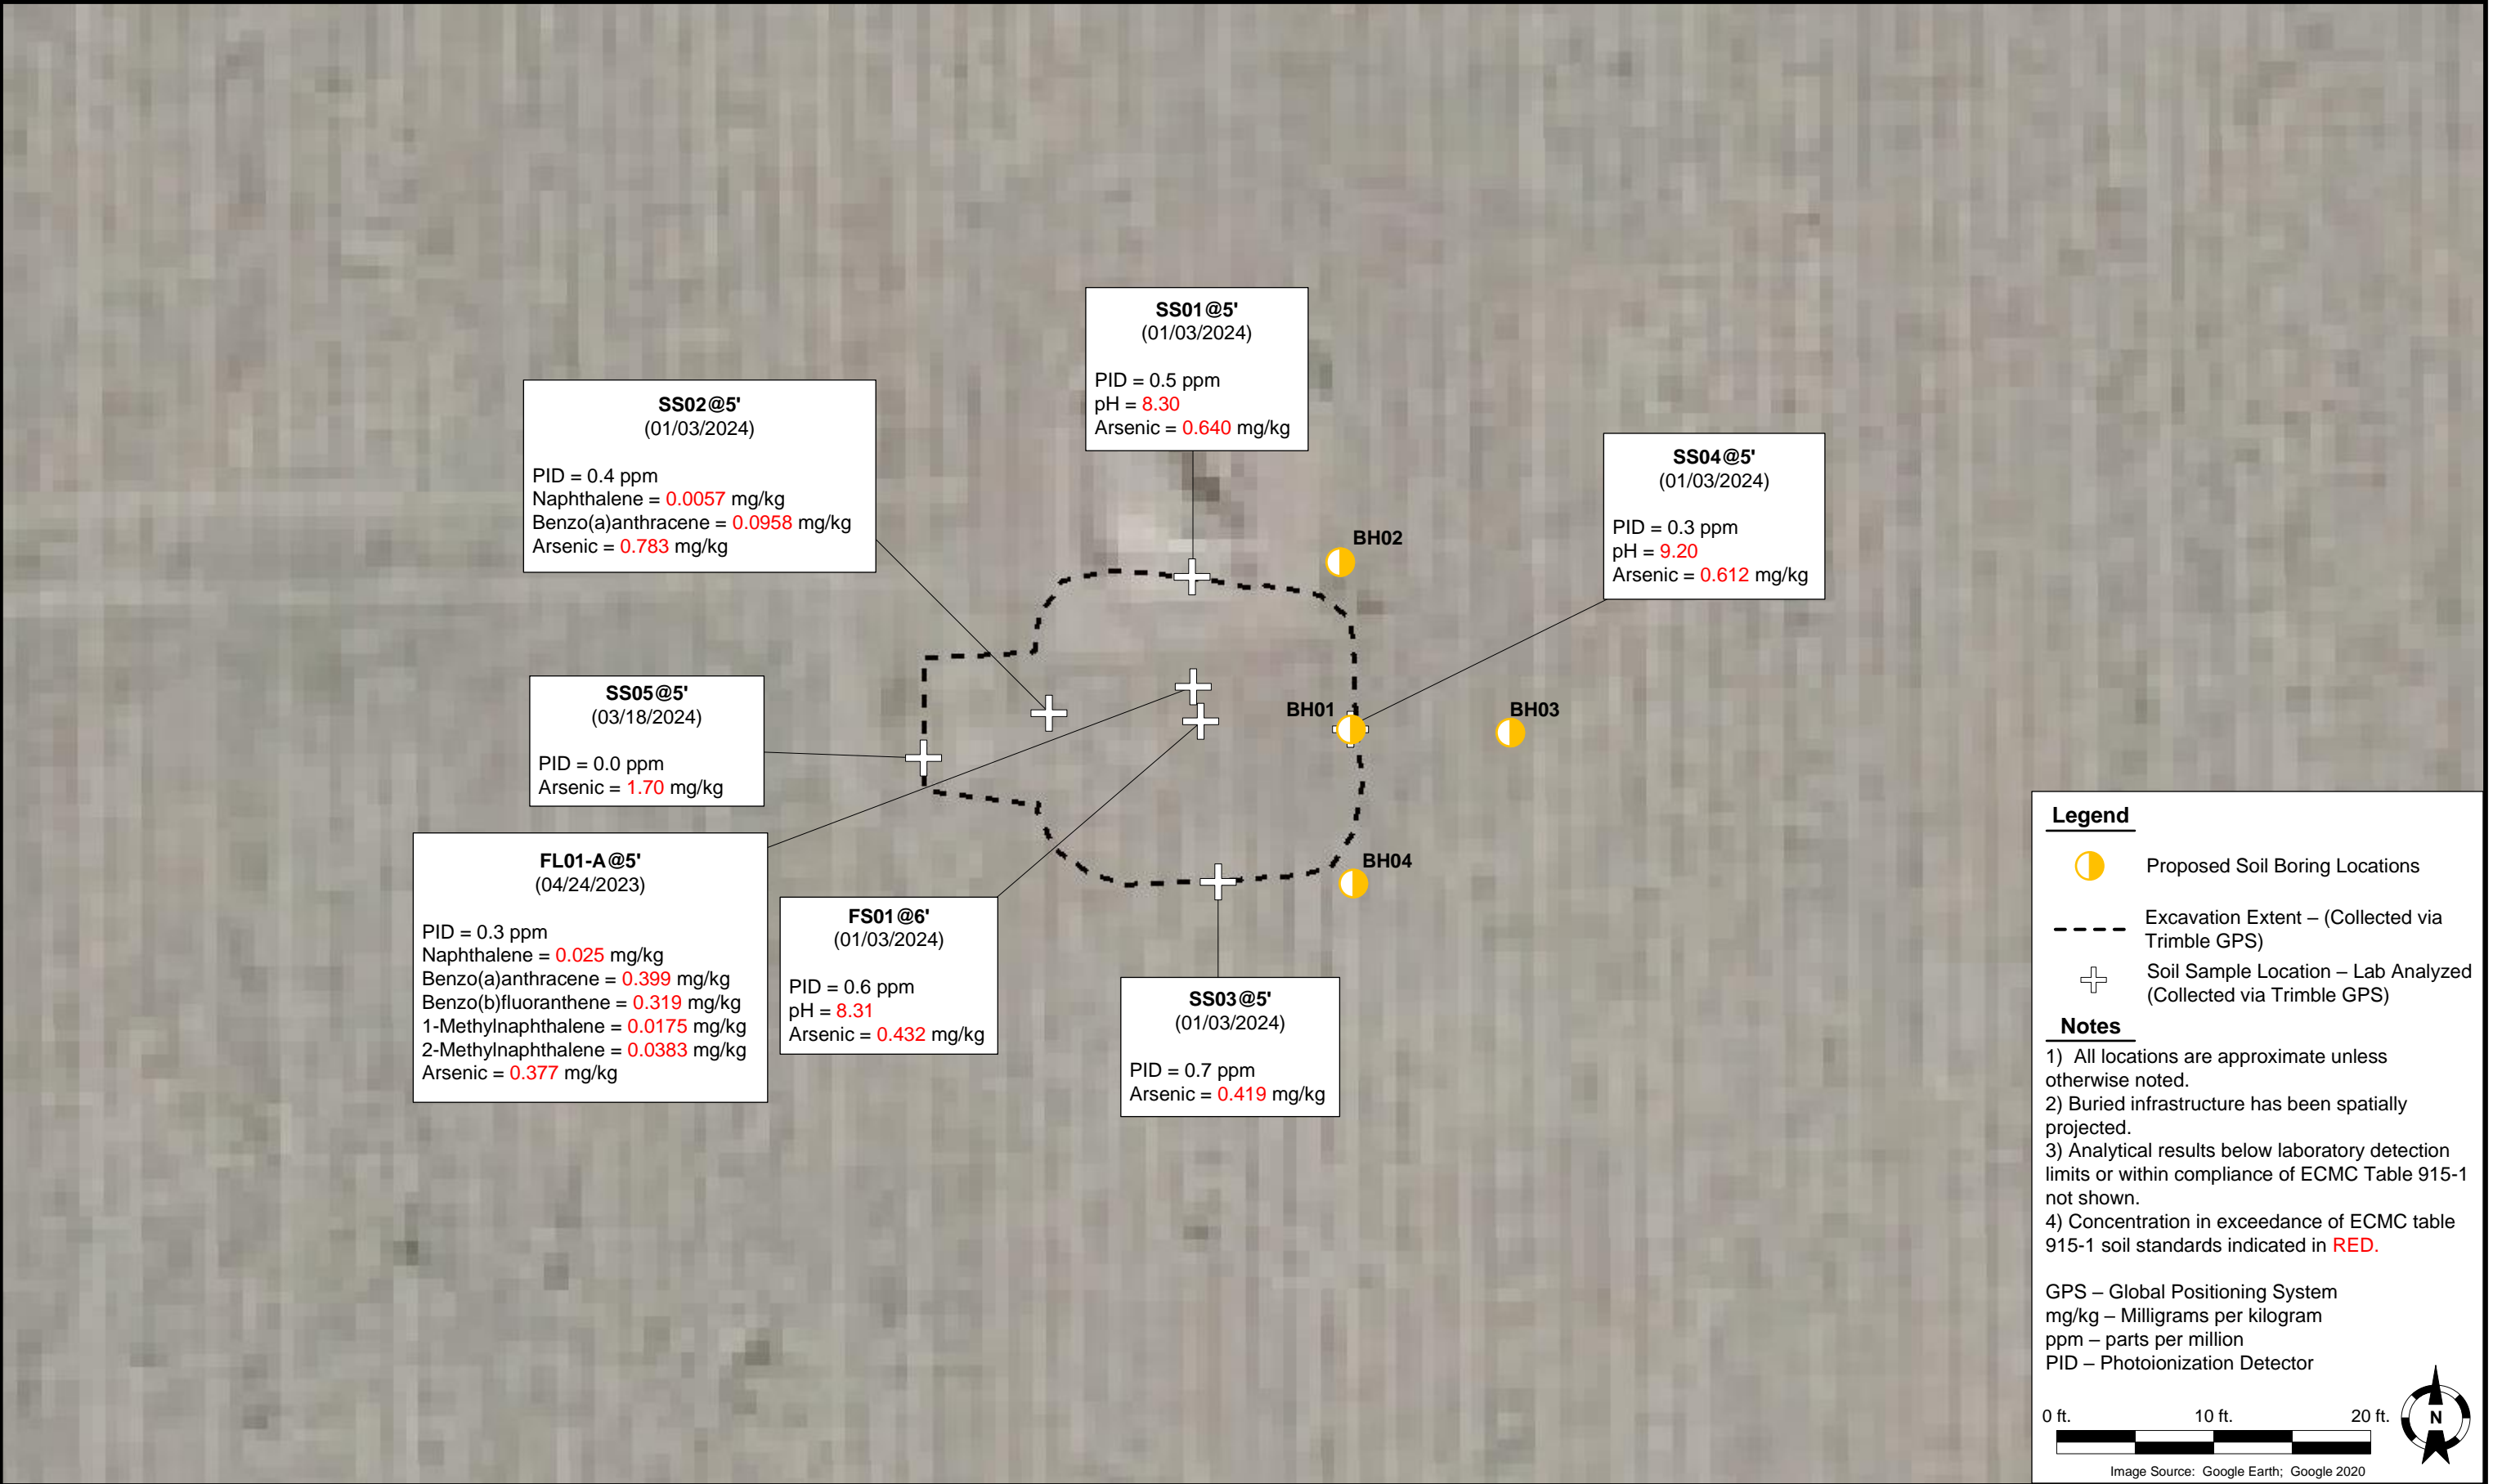 SS01@5'
(01/03/2024)
PID = 0.5 ppm
pH = 8.30
Arsenic = 0.640 mg/kg
SS02@5'
(01/03/2024)
PID = 0.4 ppm
Naphthalene = 0.0057 mg/kg
Benzo(a)anthracene = 0.0958 mg/kg
Arsenic = 0.783 mg/kg
SS04@5'
(01/03/2024)
PID = 0.3 ppm
pH = 9.20
Arsenic = 0.612 mg/kg
BH02
SS05@5'
(03/18/2024)
PID = 0.0 ppm
Arsenic = 1.70 mg/kg
BH01
BH03
BH04
FL01-A@5'
(04/24/2023)
PID = 0.3 ppm
Naphthalene = 0.025 mg/kg
Benzo(a)anthracene = 0.399 mg/kg
Benzo(b)fluoranthene = 0.319 mg/kg
1-Methylnaphthalene = 0.0175 mg/kg
2-Methylnaphthalene = 0.0383 mg/kg
Arsenic = 0.377 mg/kg
FS01@6'
(01/03/2024)
PID = 0.6 ppm
pH = 8.31
Arsenic = 0.432 mg/kg
SS03@5'
(01/03/2024)
PID = 0.7 ppm
Arsenic = 0.419 mg/kg
Legend
Proposed Soil Boring Locations
Excavation Extent – (Collected via
Trimble GPS)
Soil Sample Location – Lab Analyzed
(Collected via Trimble GPS)
Notes
1) All locations are approximate unless
otherwise noted.
2) Buried infrastructure has been spatially
projected.
3) Analytical results below laboratory detection
limits or within compliance of ECMC Table 915-1
not shown.
4) Concentration in exceedance of ECMC table
915-1 soil standards indicated in RED.
GPS – Global Positioning System
mg/kg – Milligrams per kilogram
ppm – parts per million
PID – Photoionization Detector
0 ft. 10 ft. 20 ft.
N
Image Source: Google Earth; Google 2020